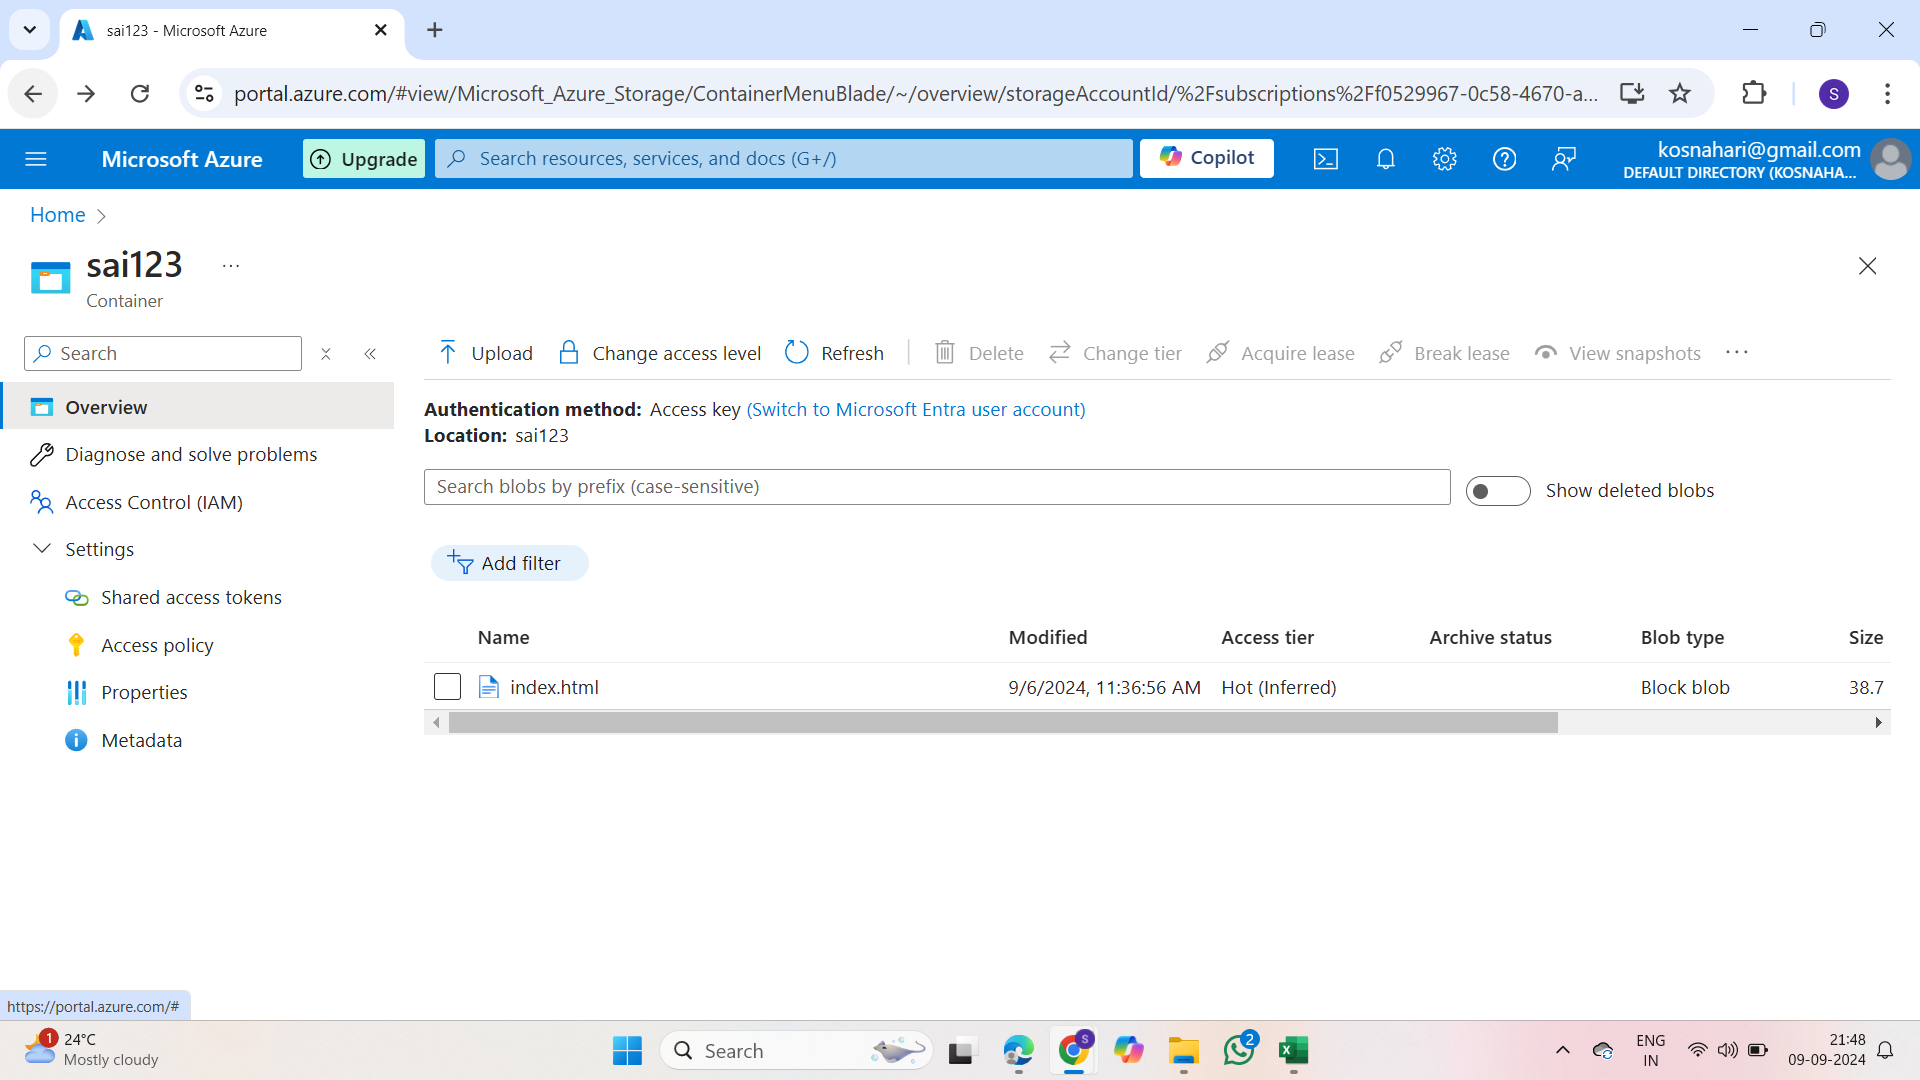 sai123 - Microsoft Azure
portal.azure.com/#view/Microsoft_Azure_Storage/ContainerMenuBlade/~/overview/storageAccountId/%2Fsubscriptions%2Ff0529967-0c58-4670-a...
S
Microsoft Azure
Upgrade
Search resources, services, and docs (G+/)
Copilot
kosnahari@gmail.com
DEFAULT DIRECTORY (KOSNAHA...
Home
sai123
...
Container
Search
Upload
Change access level
Refresh
Delete
Change tier
Acquire lease
Break lease
View snapshots
...
Overview
Diagnose and solve problems
Access Control (IAM)
Settings
Shared access tokens
Access policy
Properties
Metadata
Authentication method: Access key (Switch to Microsoft Entra user account)
Location: sai123
Search blobs by prefix (case-sensitive)
Show deleted blobs
Add filter
Name Modified Access tier Archive status Blob type Size
index.html 9/6/2024, 11:36:56 AM Hot (Inferred) Block blob 38.7
https://portal.azure.com/#
1
24°C
Mostly cloudy
Search
S
2
ENG
IN
21:48
09-09-2024